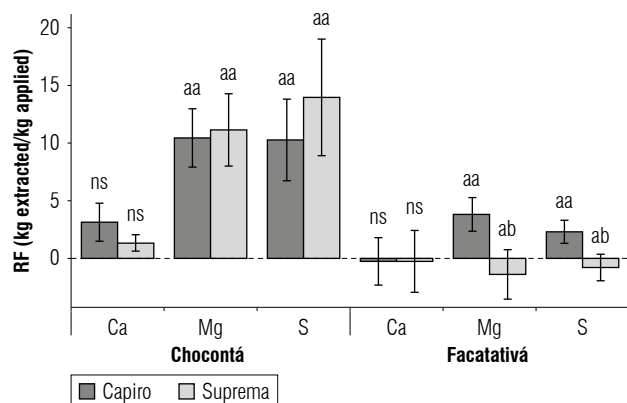 RF (kg extracted/kg applied)
20
15
10
5
0
ns
ns
aa
aa
aa
aa
ns
ns
aa
ab
aa
ab
Ca Mg S Ca Mg S
Chocontá Facatativá
Capiro Suprema